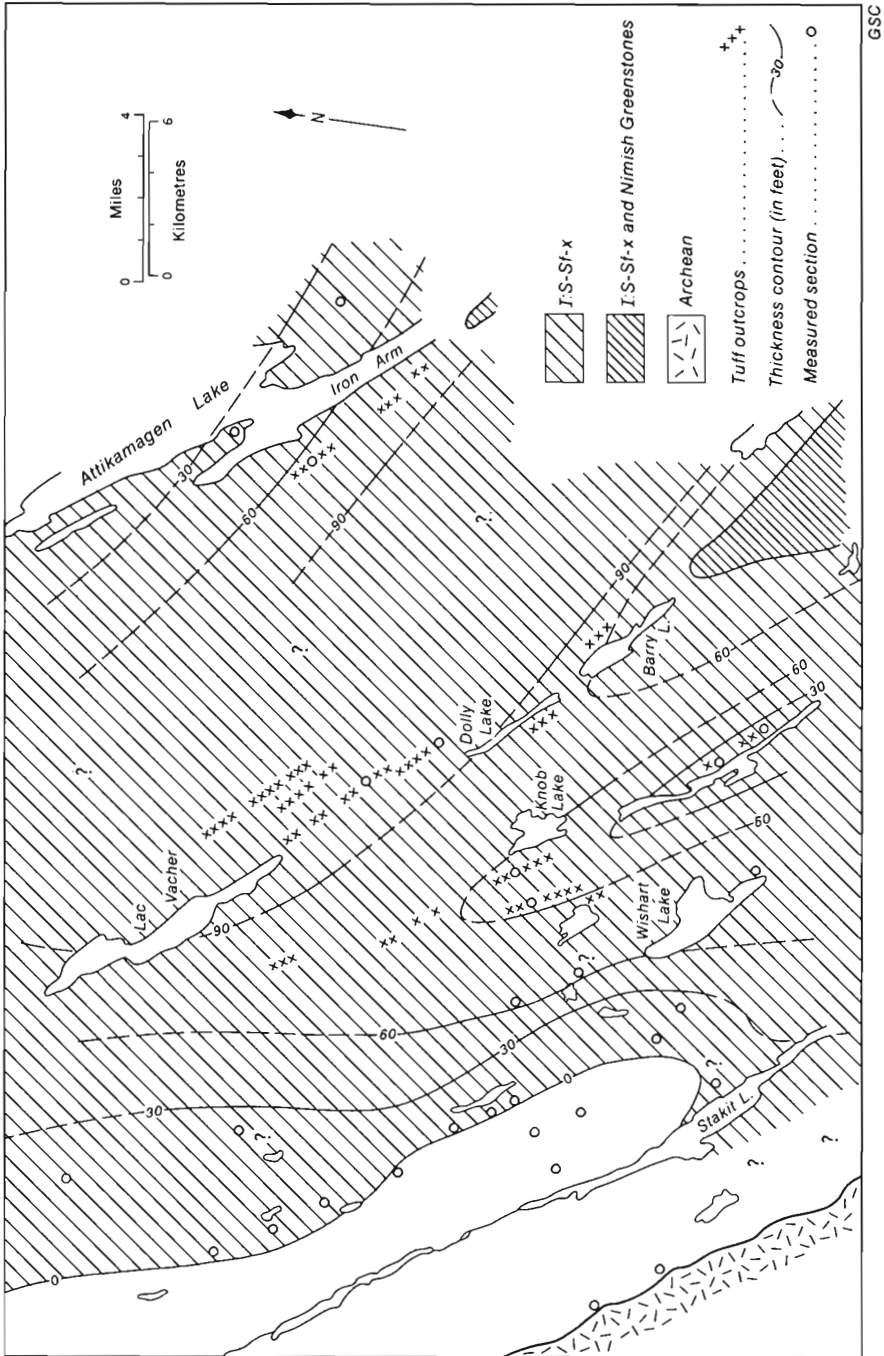 Miles
0 4
0 6
Kilometres
N
Attikamagen Lake
Iron Arm
30
60
90
?
?
?
90
Lac
Vacher
90
Dolly
Lake
Barry L.
60
60
30
Knob
Lake
60
Wishart
Lake
?
60
30
0
30
?
0
?
Stakit L.
?
?
I:S-Sf-x
I:S-Sf-x and Nimish Greenstones
Archean
Tuff outcrops
Thickness contour (in feet) 30
Measured section
GSC